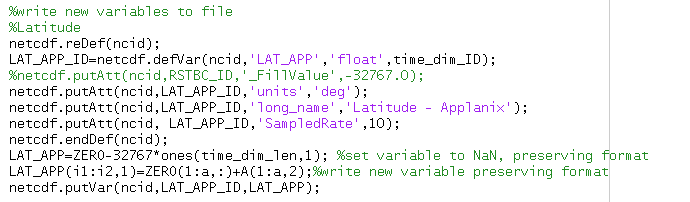 %write new variables to file
%Latitude
netcdf.reDef(ncid);
LAT_APP_ID=netcdf.defVar(ncid,'LAT_APP','float',time_dim_ID);
%netcdf.putAtt(ncid,RSTBC_ID,'_FillValue',-32767.0);
netcdf.putAtt(ncid,LAT_APP_ID,'units','deg');
netcdf.putAtt(ncid,LAT_APP_ID,'long_name','Latitude - Applanix');
netcdf.putAtt(ncid, LAT_APP_ID,'SampledRate',10);
netcdf.endDef(ncid);
LAT_APP=ZERO-32767*ones(time_dim_len,1); %set variable to NaN, preserving format
LAT_APP(i1:i2,1)=ZERO(1:a,:)+A(1:a,2);%write new variable preserving format
netcdf.putVar(ncid,LAT_APP_ID,LAT_APP);